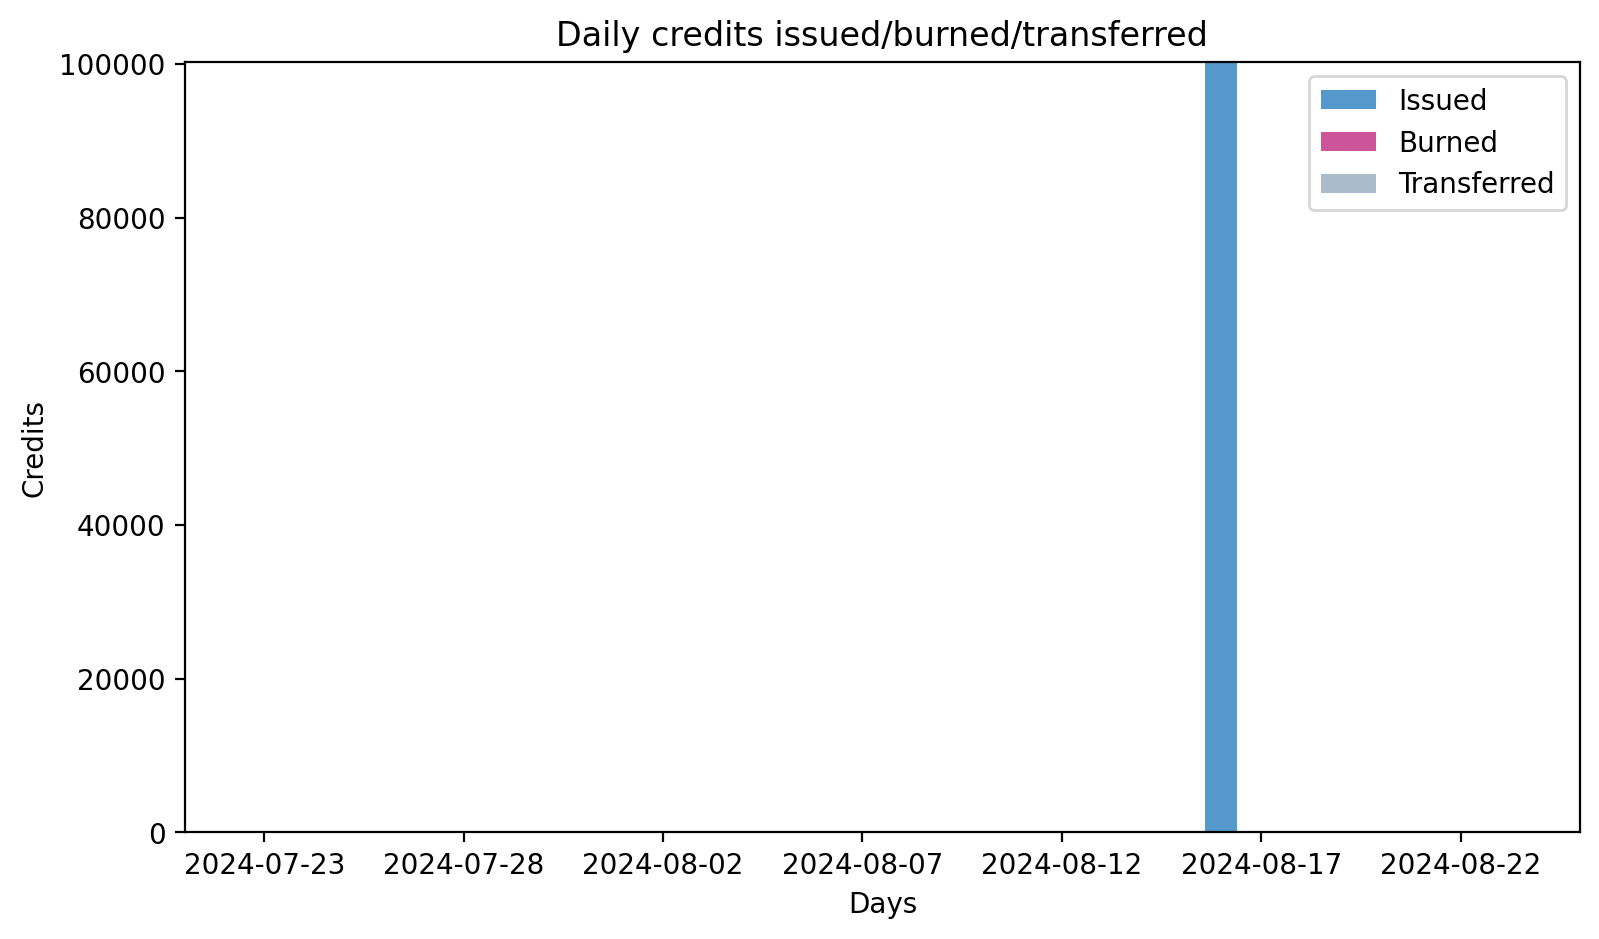 Daily credits issued/burned/transferred
100000
80000
60000
40000
20000
0
Credits
Issued
Burned
Transferred
2024-07-23 2024-07-28 2024-08-02 2024-08-07 2024-08-12 2024-08-17 2024-08-22
Days